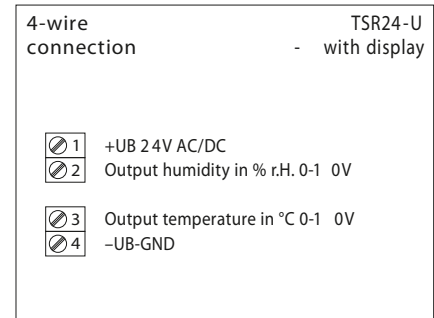 4-wire TSR24-U
connection - with display
1 +UB 24V AC/DC
2 Output humidity in % r.H. 0-1 0V
3 Output temperature in °C 0-1 0V
4 –UB-GND